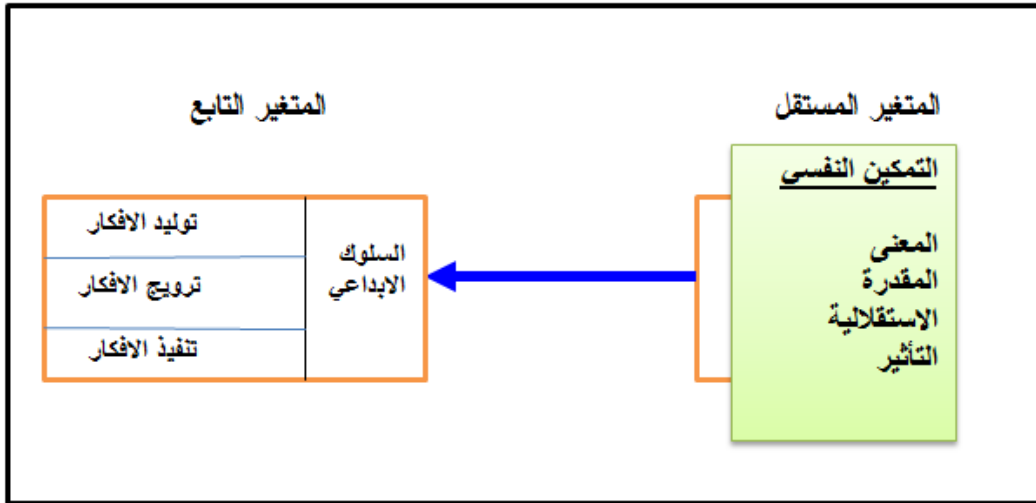 المتغير المستقل
المتغير التابع
التمكين النفسي
المعنى
المقدرة
الاستقلالية
التأثير
السلوك
الابداعي
توليد الافكار
ترويج الافكار
تنفيذ الافكار